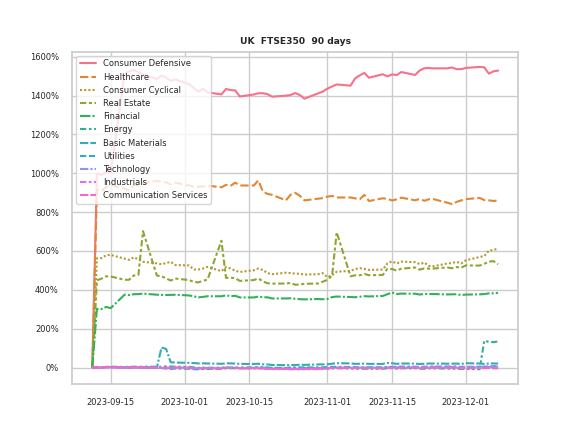 UK  FTSE350  90 days
1600%
1400%
1200%
1000%
800%
600%
400%
200%
0%
Consumer Defensive
Healthcare
Consumer Cyclical
Real Estate
Financial
Energy
Basic Materials
Utilities
Technology
Industrials
Communication Services
2023-09-15
2023-10-01
2023-10-15
2023-11-01
2023-11-15
2023-12-01